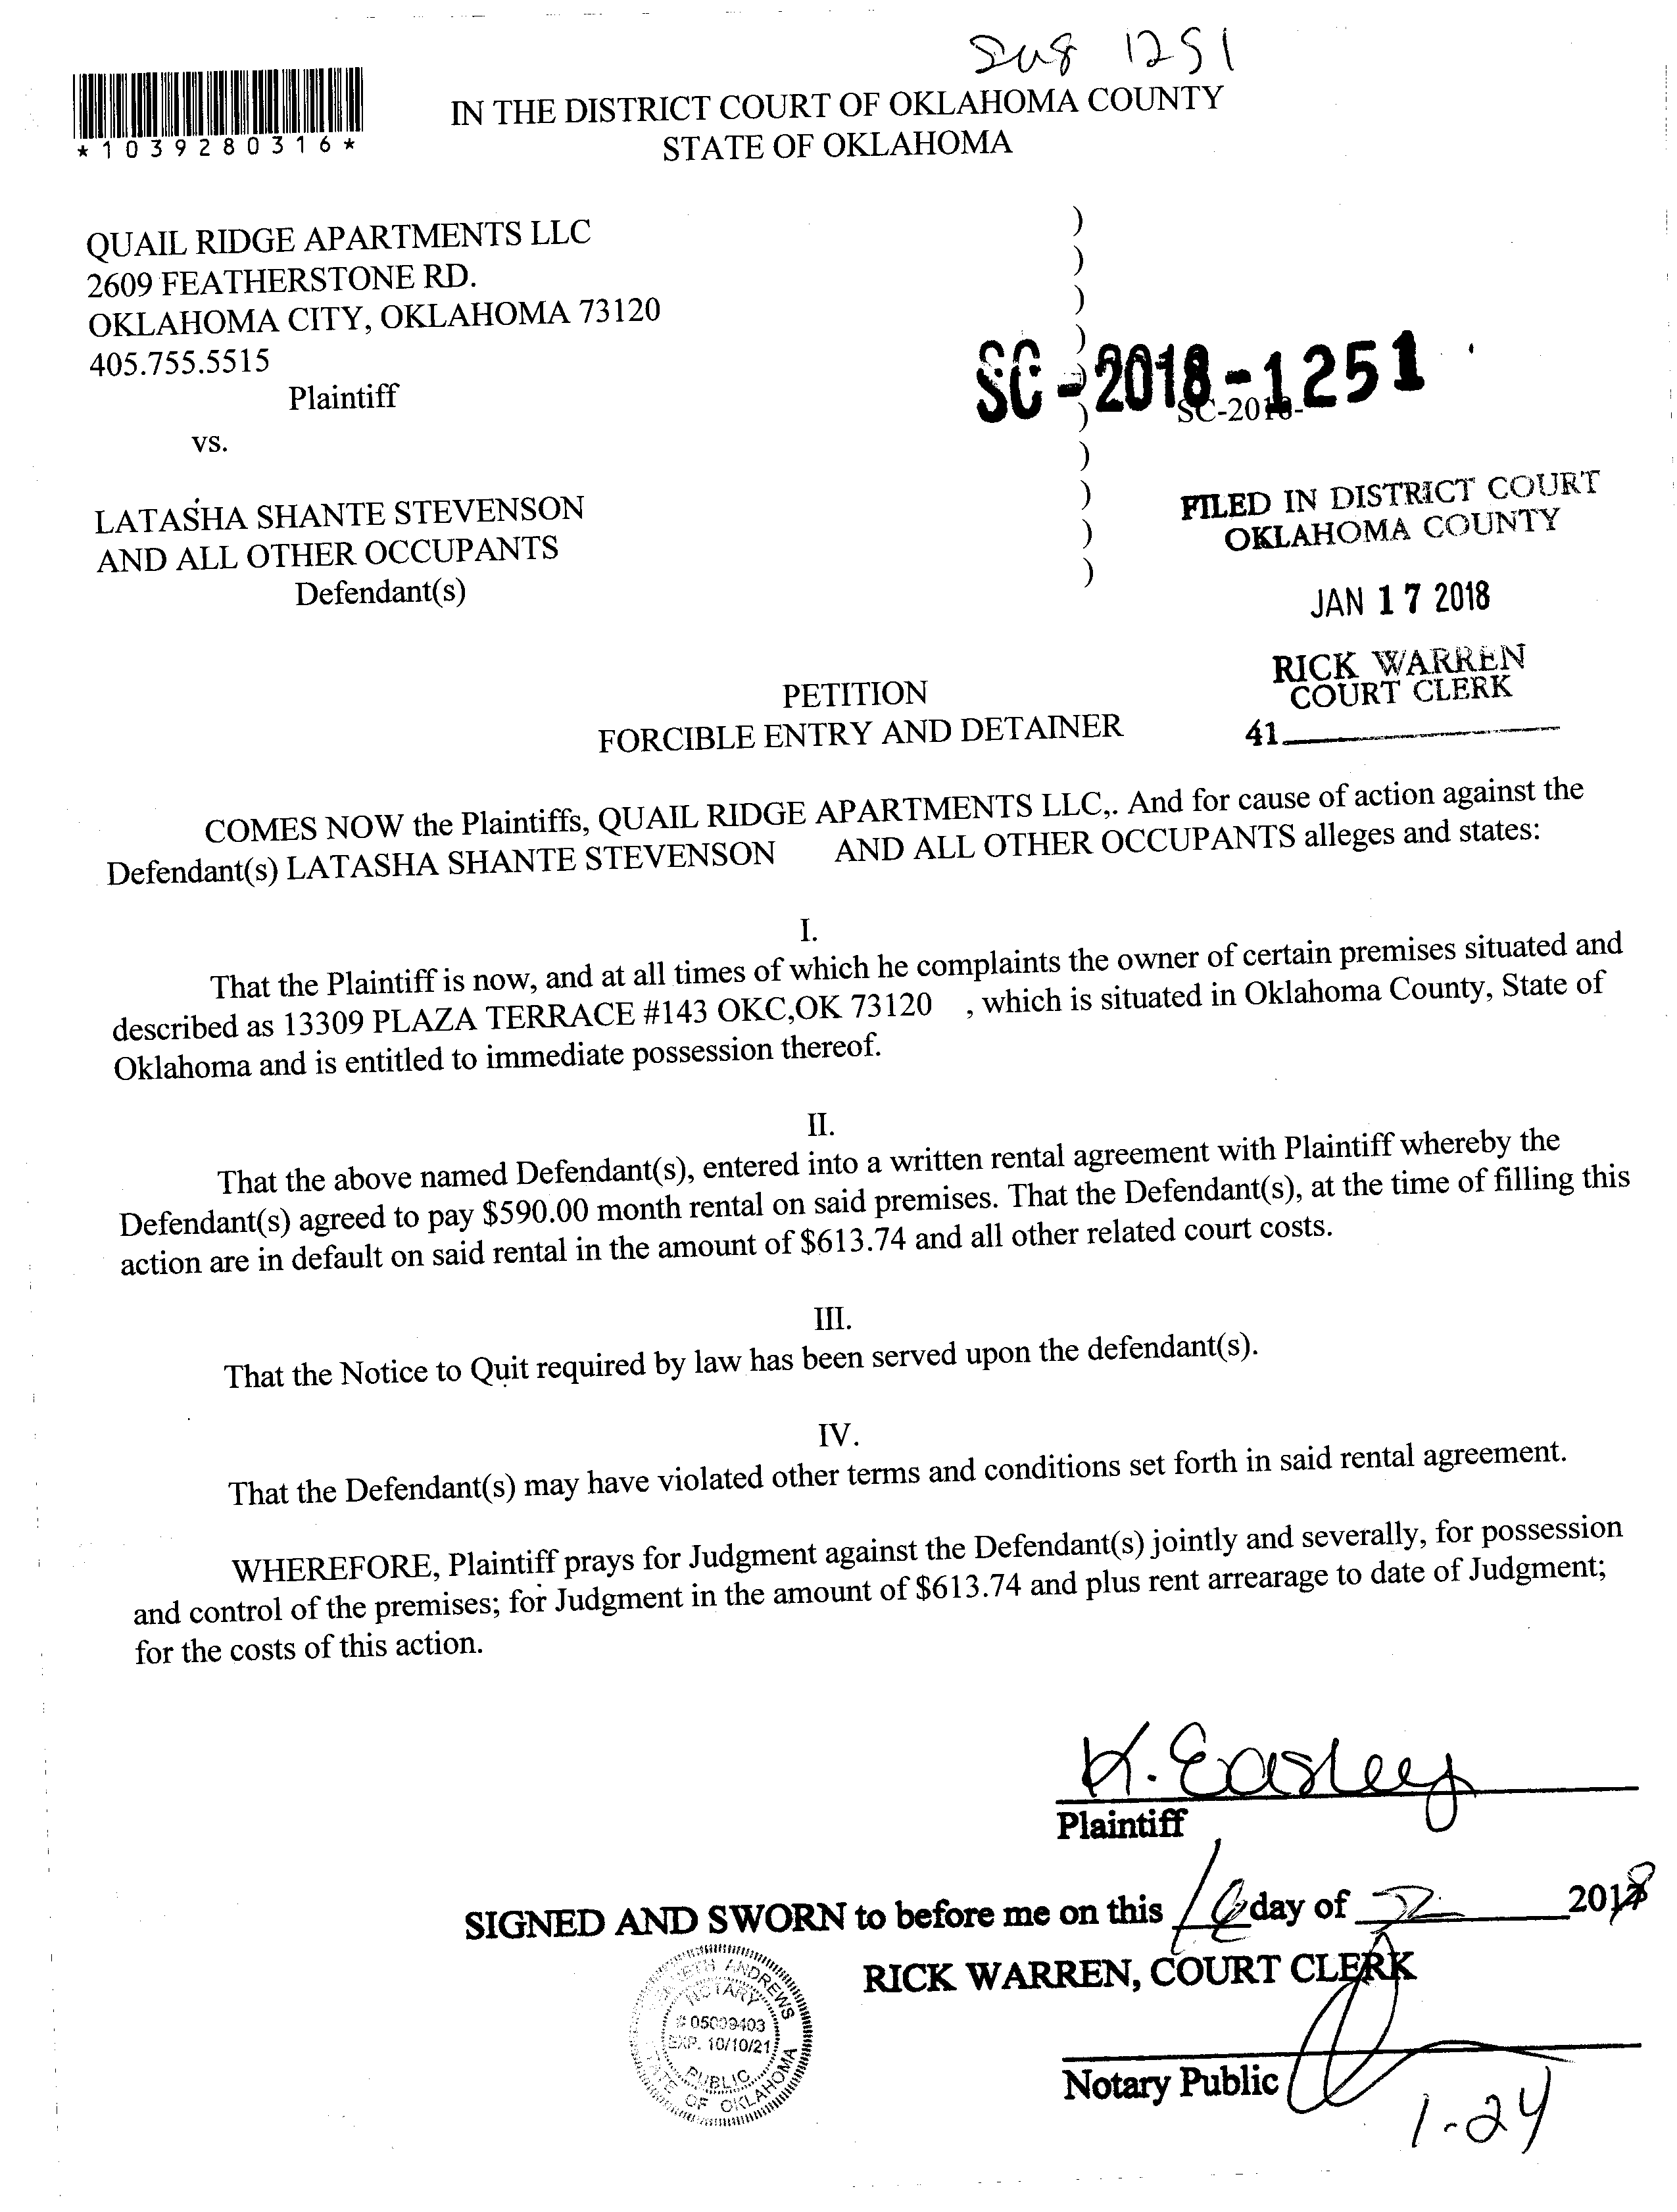 1251
*1039280316*
IN THE DISTRICT COURT OF OKLAHOMA COUNTY
STATE OF OKLAHOMA
QUAIL RIDGE APARTMENTS LLC
2609 FEATHERSTONE RD.
OKLAHOMA CITY, OKLAHOMA 73120
405.755.5515
Plaintiff
vs.
LATASHA SHANTE STEVENSON
AND ALL OTHER OCCUPANTS
Defendant(s)
)
)
)
)
)
)
)
)
)
)
SC-2018-1251
SC-2018-
FILED IN DISTRICT COURT
OKLAHOMA COUNTY
JAN 17 2018
RICK WARREN
COURT CLERK
41
PETITION
FORCIBLE ENTRY AND DETAINER
COMES NOW the Plaintiffs, QUAIL RIDGE APARTMENTS LLC,. And for cause of action against the
Defendant(s) LATASHA SHANTE STEVENSON AND ALL OTHER OCCUPANTS alleges and states:
I.
That the Plaintiff is now, and at all times of which he complaints the owner of certain premises situated and
described as 13309 PLAZA TERRACE #143 OKC,OK 73120 , which is situated in Oklahoma County, State of
Oklahoma and is entitled to immediate possession thereof.
II.
That the above named Defendant(s), entered into a written rental agreement with Plaintiff whereby the
Defendant(s) agreed to pay $590.00 month rental on said premises. That the Defendant(s), at the time of filling this
action are in default on said rental in the amount of $613.74 and all other related court costs.
III.
That the Notice to Quit required by law has been served upon the defendant(s).
IV.
That the Defendant(s) may have violated other terms and conditions set forth in said rental agreement.
WHEREFORE, Plaintiff prays for Judgment against the Defendant(s) jointly and severally, for possession
and control of the premises; for Judgment in the amount of $613.74 and plus rent arrearage to date of Judgment;
for the costs of this action.
K. Easley
Plaintiff
SIGNED AND SWORN to before me on this day of 2018
RICK WARREN, COURT CLERK
ANDREWS
NOTARY
# 05009403
EXP. 10/10/21
PUBLIC
STATE OF OKLAHOMA
Notary Public
1-24